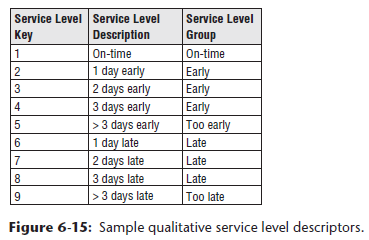 Service Level Key Service Level Description Service Level Group
1 On-time On-time
2 1 day early Early
3 2 days early Early
4 3 days early Early
5 > 3 days early Too early
6 1 day late Late
7 2 days late Late
8 3 days late Late
9 > 3 days late Too late
Figure 6-15: Sample qualitative service level descriptors.